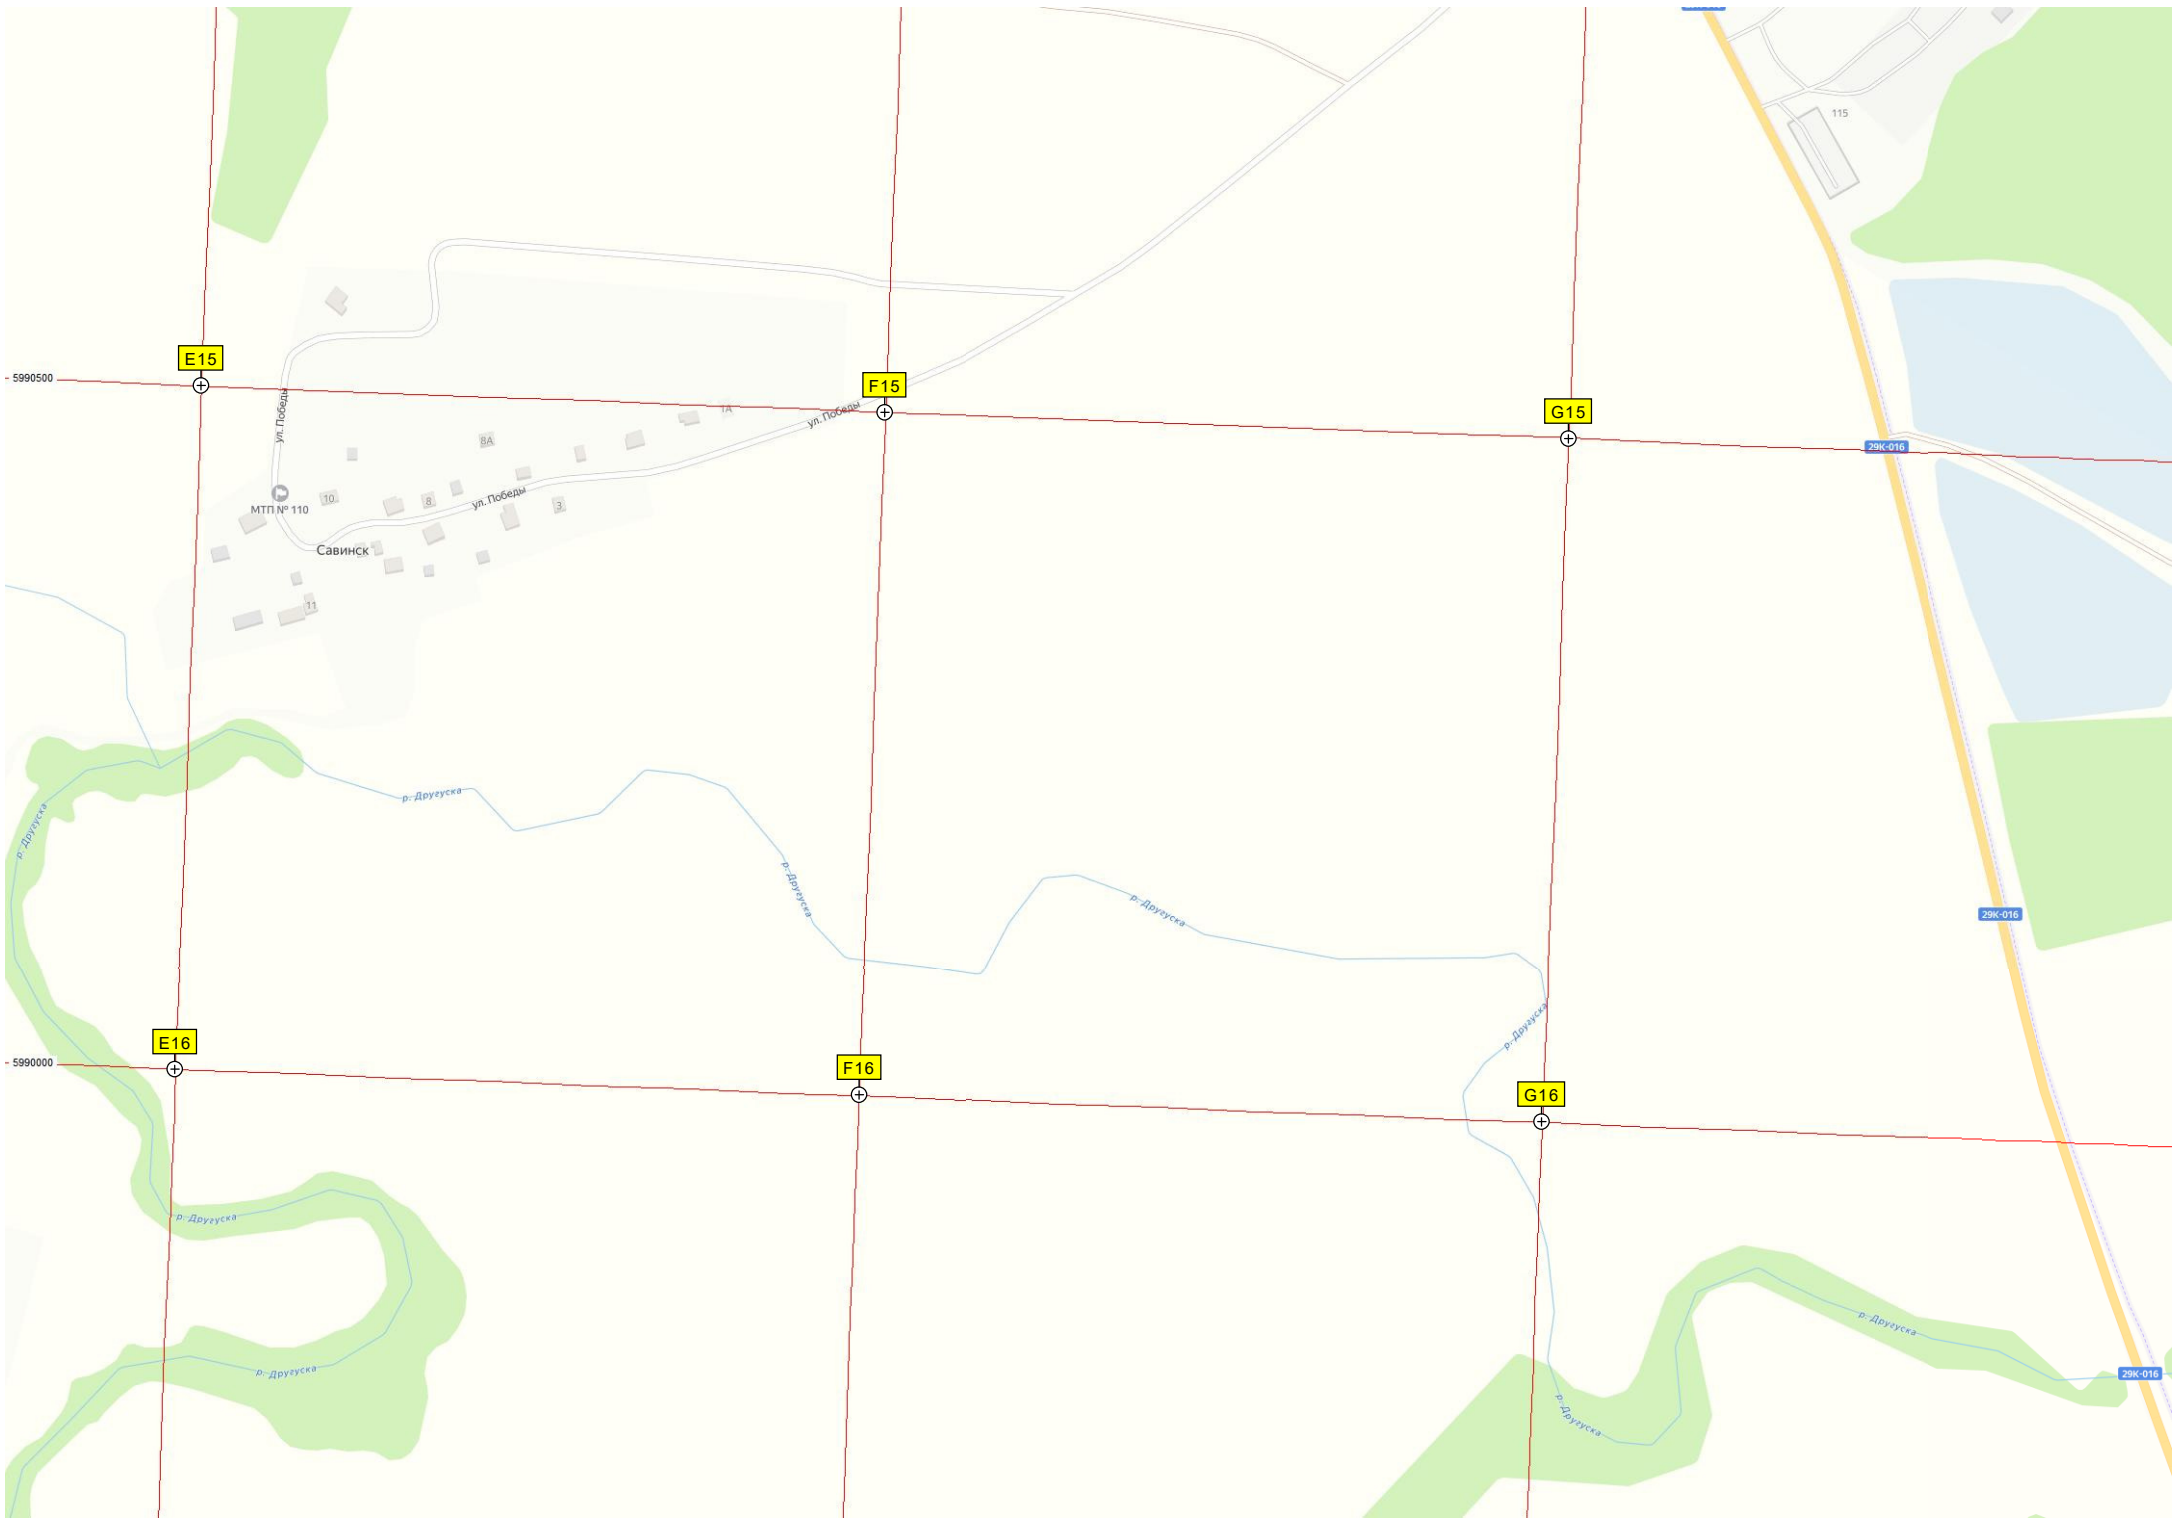 115
E15
5990500
F15
G15
1А
ул. Победы
ул. Победы
8А
29К-016
10
8
ул. Победы
3
МТП № 110
Савинск
11
р. Другуска
р. Другуска
р. Другуска
р. Другуска
29К-016
р. Другуска
E16
5990000
F16
G16
р. Другуска
р. Другуска
р. Другуска
29К-016
р. Другуска